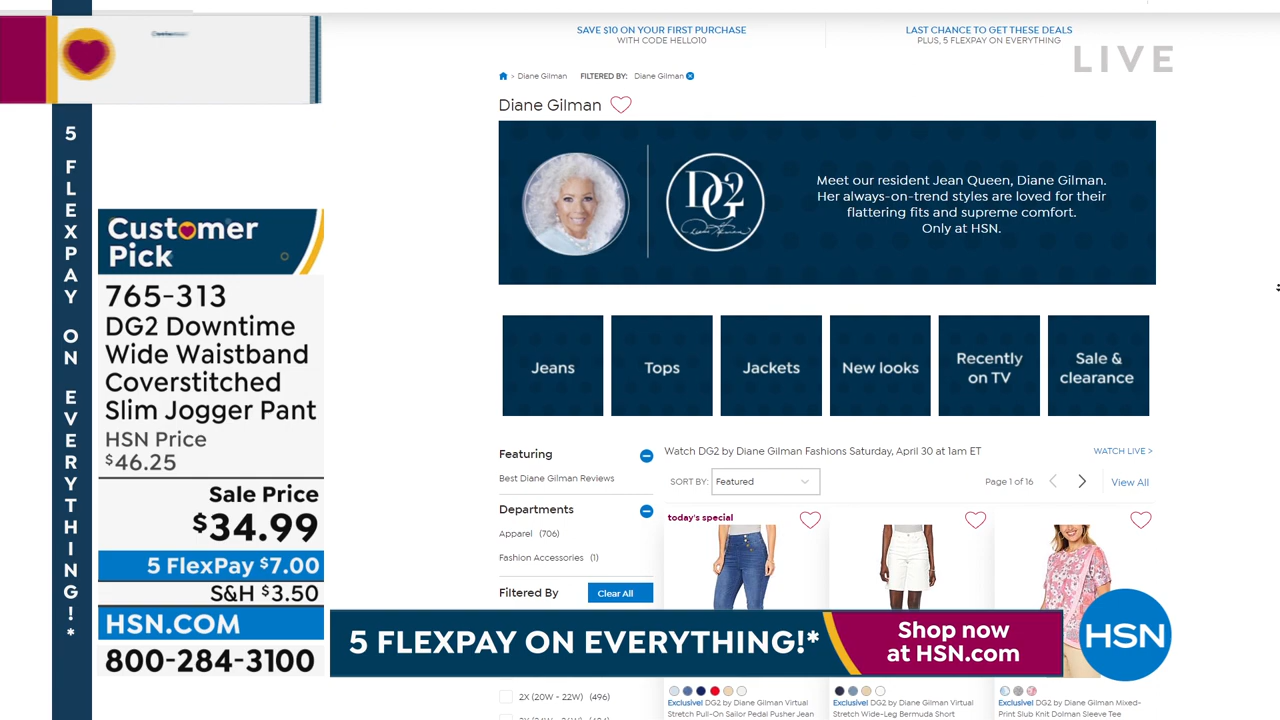 SAVE $10 ON YOUR FIRST PURCHASE
WITH CODE HELLO10
LAST CHANCE TO GET THESE DEALS
PLUS, 5 FLEXPAY ON EVERYTHING
LIVE
> Diane Gilman FILTERED BY: Diane Gilman
Diane Gilman
DG2
Meet our resident Jean Queen, Diane Gilman.
Her always-on-trend styles are loved for their
flattering fits and supreme comfort.
Only at HSN.
Jeans
Tops
Jackets
New looks
Recently
on TV
Sale &
clearance
Featuring
Best Diane Gilman Reviews
Departments
Apparel (706)
Fashion Accessories (1)
Filtered By
Clear All
2X (20W - 22W) (496)
Watch DG2 by Diane Gilman Fashions Saturday, April 30 at 1am ET
WATCH LIVE >
SORT BY: Featured
Page 1 of 16
View All
today's special
Exclusive! DG2 by Diane Gilman Virtual
Stretch Pull-On Sailor Pedal Pusher Jean
Exclusive! DG2 by Diane Gilman Virtual
Stretch Wide-Leg Bermuda Short
Exclusive! DG2 by Diane Gilman Mixed-
Print Slub Knit Dolman Sleeve Tee
5 FLEXPAY ON EVERYTHING!*
Customer
Pick
765-313
DG2 Downtime
Wide Waistband
Coverstitched
Slim Jogger Pant
HSN Price
$46.25
Sale Price
$34.99
5 FlexPay $7.00
S&H $3.50
HSN.COM
800-284-3100
5 FLEXPAY ON EVERYTHING!*
Shop now
at HSN.com
HSN